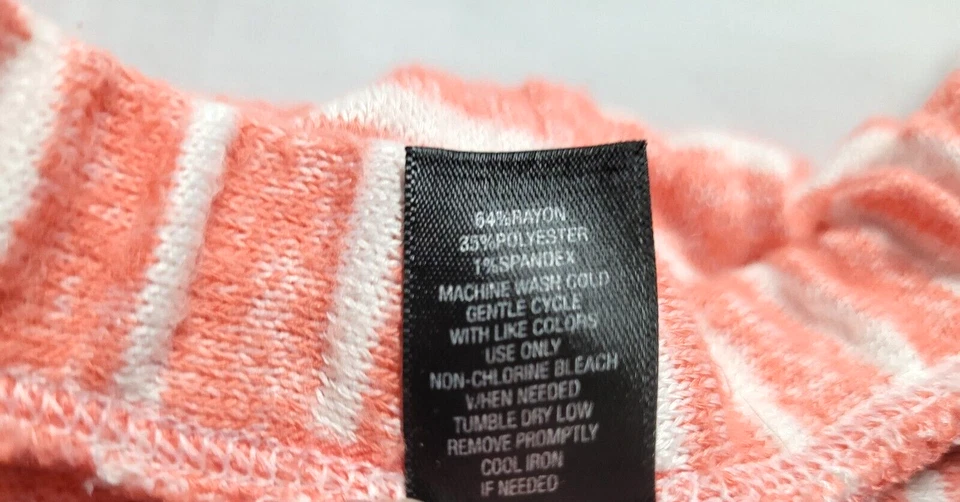 64%RAYON
35%POLYESTER
1%SPANDEX
MACHINE WASH COLD
GENTLE CYCLE
WITH LIKE COLORS
USE ONLY
NON-CHLORINE BLEACH
WHEN NEEDED
TUMBLE DRY LOW
REMOVE PROMPTLY
COOL IRON
IF NEEDED